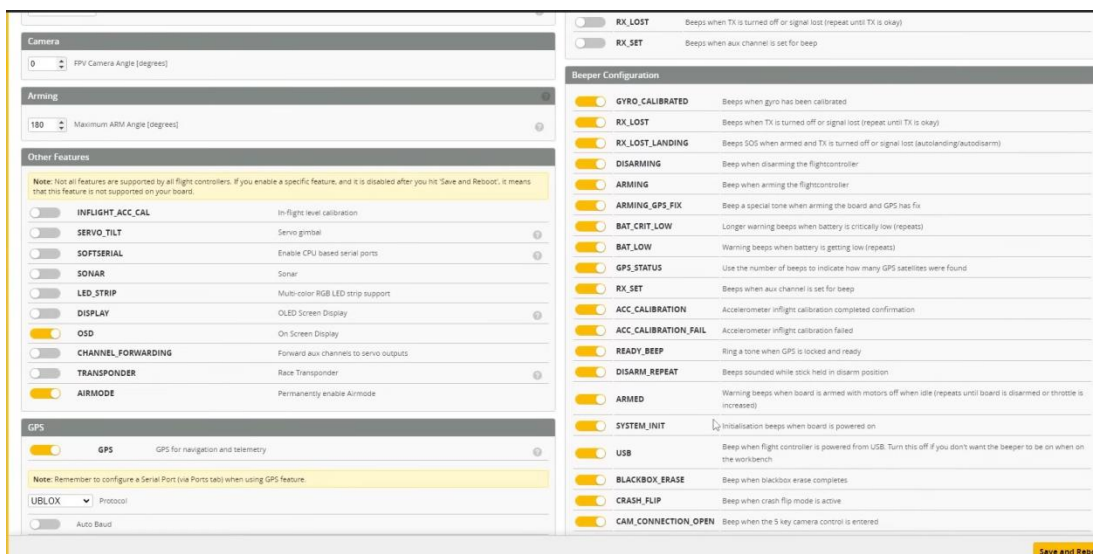 Camera
0 FPV Camera Angle [degrees]
Arming
180 Maximum ARM Angle [degrees]
Other Features
Note: Not all features are supported by all flight controllers. If you enable a specific feature, and it is disabled after you hit 'Save and Reboot', it means
that this feature is not supported on your board.
INFLIGHT_ACC_CAL In-flight level calibration
SERVO_TILT Servo gimbal
SOFTSERIAL Enable CPU based serial ports
SONAR Sonar
LED_STRIP Multi-color RGB LED strip support
DISPLAY OLED Screen Display
OSD On Screen Display
CHANNEL_FORWARDING Forward aux channels to servo outputs
TRANSPONDER Race Transponder
AIRMODE Permanently enable Airmode
GPS
GPS GPS for navigation and telemetry
Note: Remember to configure a Serial Port (via Ports tab) when using GPS feature.
UBLOX Protocol
Auto Baud
RX_LOST Beeps when TX is turned off or signal lost (repeat until TX is okay)
RX_SET Beeps when aux channel is set for beep
Beeper Configuration
GYRO_CALIBRATED Beeps when gyro has been calibrated
RX_LOST Beeps when TX is turned off or signal lost (repeat until TX is okay)
RX_LOST_LANDING Beeps SOS when armed and TX is turned off or signal lost (autolanding/autodisarm)
DISARMING Beep when disarming the flightcontroller
ARMING Beep when arming the flightcontroller
ARMING_GPS_FIX Beep a special tone when arming the board and GPS has fix
BAT_CRIT_LOW Longer warning beeps when battery is critically low (repeats)
BAT_LOW Warning beeps when battery is getting low (repeats)
GPS_STATUS Use the number of beeps to indicate how many GPS satellites were found
RX_SET Beeps when aux channel is set for beep
ACC_CALIBRATION Accelerometer inflight calibration completed confirmation
ACC_CALIBRATION_FAIL Accelerometer inflight calibration failed
READY_BEEP Ring a tone when GPS is locked and ready
DISARM_REPEAT Beeps sounded while stick held in disarm position
ARMED Warning beeps when board is armed with motors off when idle (repeats until board is disarmed or throttle is
increased)
SYSTEM_INIT Initialisation beeps when board is powered on
USB Beep when flight controller is powered from USB. Turn this off if you don't want the beeper to be on when on
the workbench
BLACKBOX_ERASE Beep when blackbox erase completes
CRASH_FLIP Beep when crash flip mode is active
CAM_CONNECTION_OPEN Beep when the 5 key camera control is entered
Save and Rebo